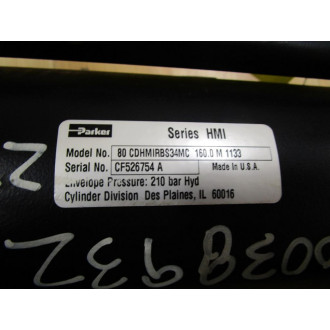 Parker
Series HMI
Model No. 80 CDHMIRBS34MC 160.0 M 1133
Serial No. CF526754 A
Made In U.S.A.
Envelope Pressure: 210 bar Hyd
Cylinder Division Des Plaines, IL 60016